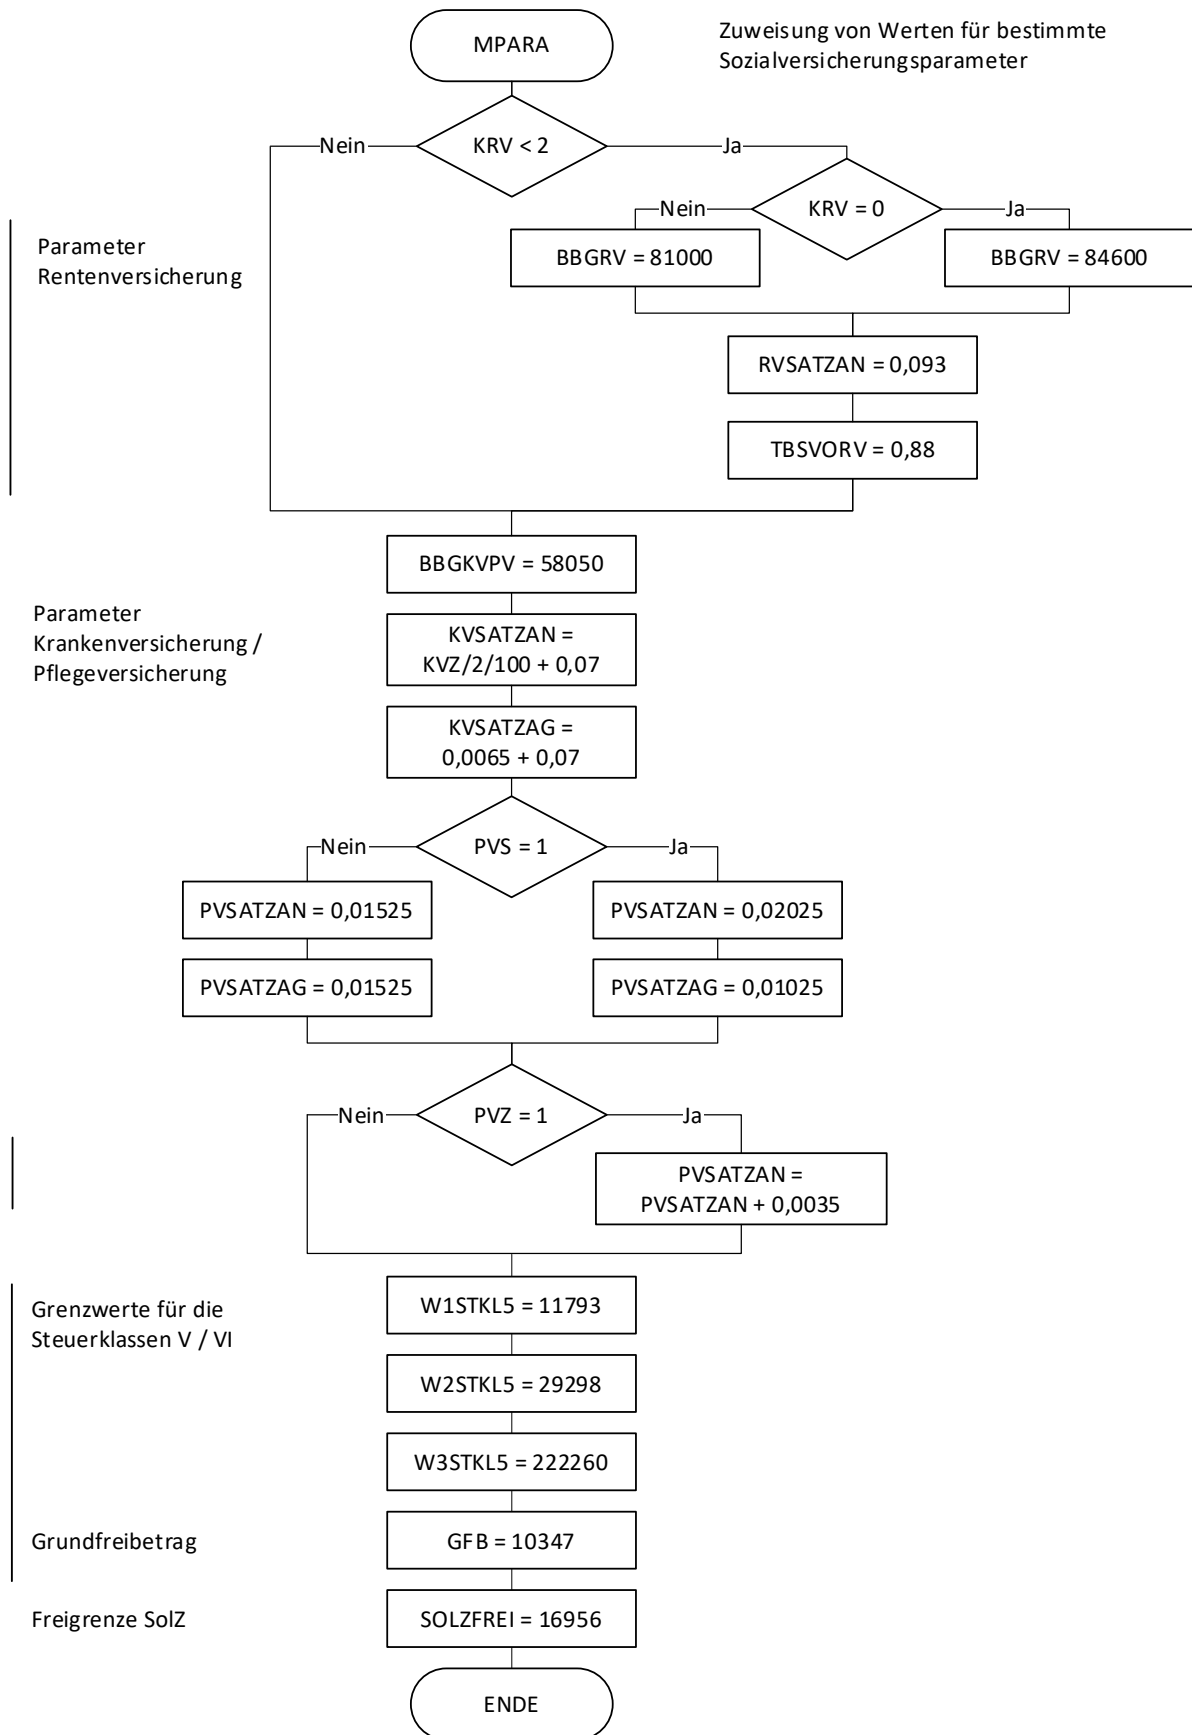 MPARA
Zuweisung von Werten für bestimmte
Sozialversicherungsparameter
KRV < 2
Nein
Ja
KRV = 0
Nein
Ja
Parameter
Rentenversicherung
BBGRV = 81000
BBGRV = 84600
RVSATZAN = 0,093
TBSVORV = 0,88
BBGKVPV = 58050
Parameter
Krankenversicherung /
Pflegeversicherung
KVSATZAN =
KVZ/2/100 + 0,07
KVSATZAG =
0,0065 + 0,07
PVS = 1
Nein
Ja
PVSATZAN = 0,01525
PVSATZAN = 0,02025
PVSATZAG = 0,01525
PVSATZAG = 0,01025
PVZ = 1
Nein
Ja
PVSATZAN =
PVSATZAN + 0,0035
Grenzwerte für die
Steuerklassen V / VI
W1STKL5 = 11793
W2STKL5 = 29298
W3STKL5 = 222260
Grundfreibetrag
GFB = 10347
Freigrenze SolZ
SOLZFREI = 16956
ENDE